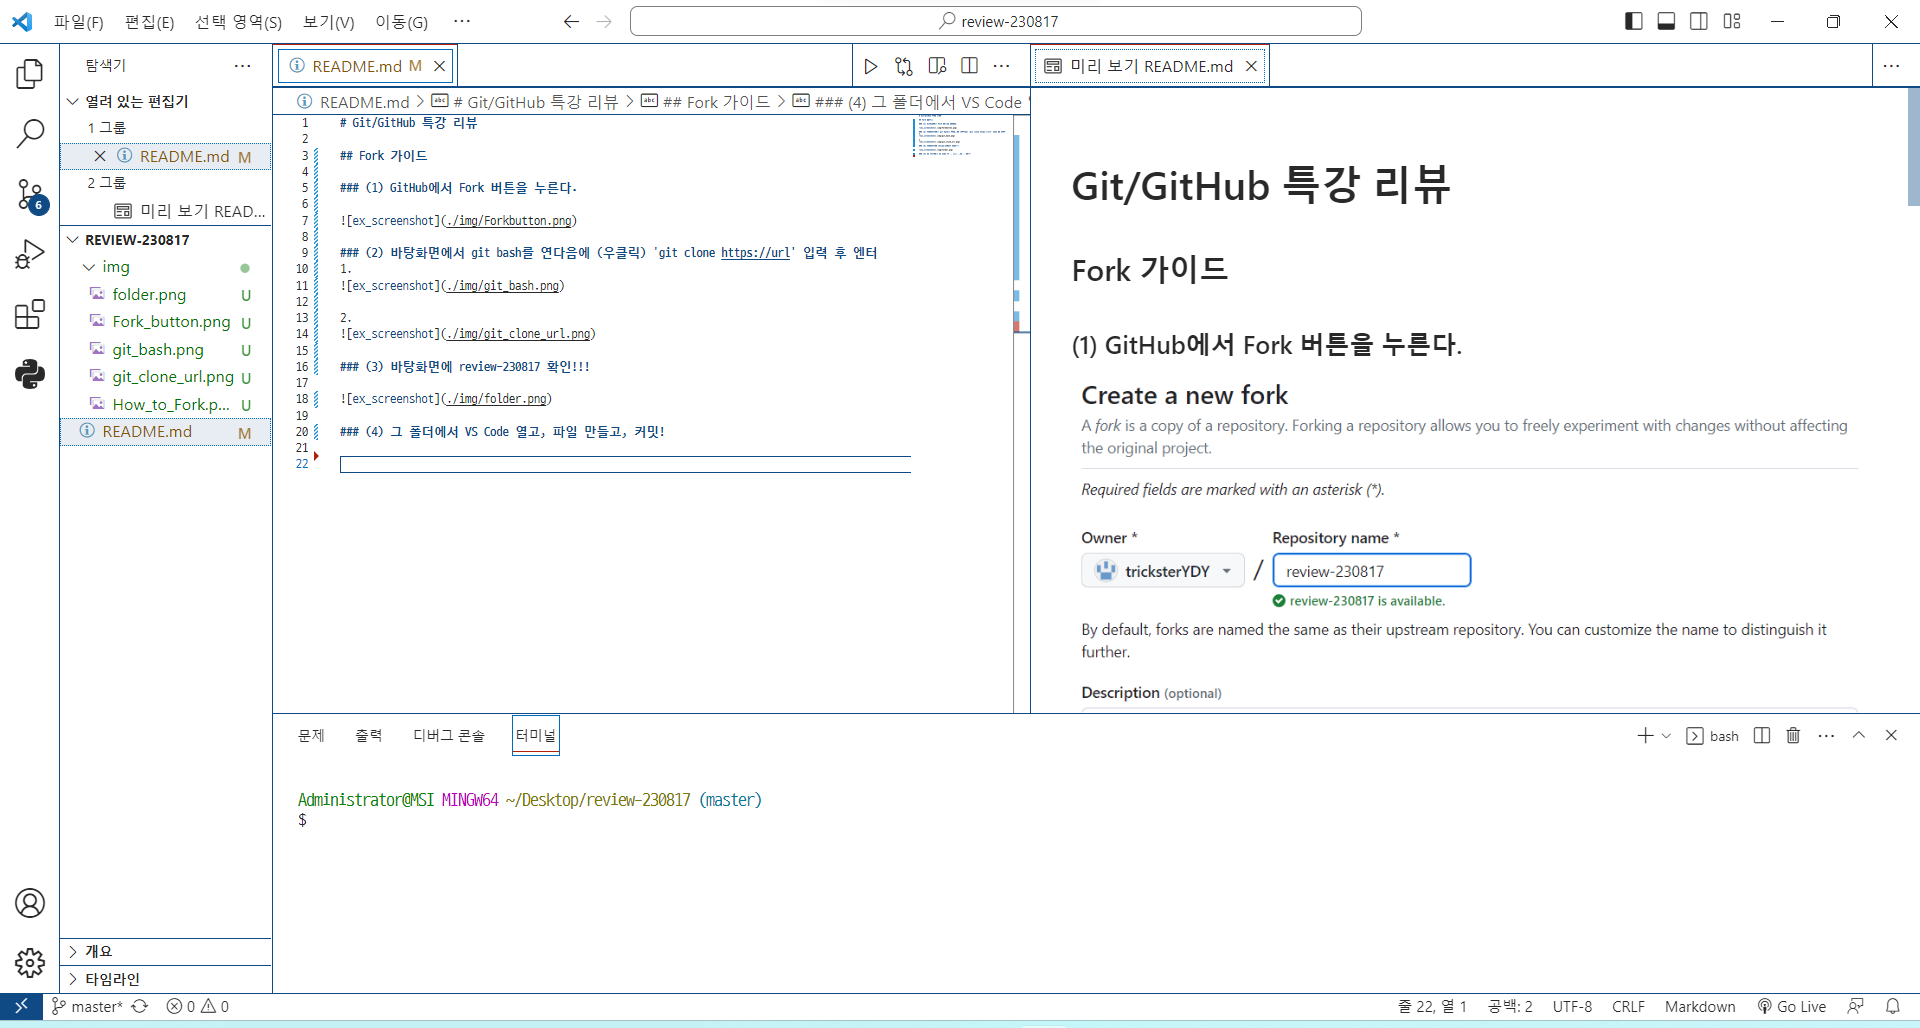 파일(F) 편집(E) 선택 영역(S) 보기(V) 이동(G) ··· review-230817
탐색기 ···
열려 있는 편집기
1 그룹
README.md M
2 그룹
미리 보기 READ...
REVIEW-230817
img
folder.png U
Fork_button.png U
git_bash.png U
git_clone_url.png U
How_to_Fork.p... U
README.md M
개요
타임라인
README.md M
README.md > # Git/GitHub 특강 리뷰 > ## Fork 가이드 > ### (4) 그 폴더에서 VS Code
1 # Git/GitHub 특강 리뷰
2
3 ## Fork 가이드
4
5 ### (1) GitHub에서 Fork 버튼을 누른다.
6
7 ![ex_screenshot](./img/Forkbutton.png)
8
9 ### (2) 바탕화면에서 git bash를 연다음에 (우클릭) 'git clone https://url' 입력 후 엔터
10 1.
11 ![ex_screenshot](./img/git_bash.png)
12
13 2.
14 ![ex_screenshot](./img/git_clone_url.png)
15
16 ### (3) 바탕화면에 review-230817 확인!!!
17
18 ![ex_screenshot](./img/folder.png)
19
20 ### (4) 그 폴더에서 VS Code 열고, 파일 만들고, 커밋!
21
22
미리 보기 README.md
Git/GitHub 특강 리뷰
Fork 가이드
(1) GitHub에서 Fork 버튼을 누른다.
Create a new fork
A fork is a copy of a repository. Forking a repository allows you to freely experiment with changes without affecting
the original project.
Required fields are marked with an asterisk (*).
Owner * Repository name *
tricksterYDY / review-230817
review-230817 is available.
By default, forks are named the same as their upstream repository. You can customize the name to distinguish it
further.
Description (optional)
문제 출력 디버그 콘솔 터미널 bash
Administrator@MSI MINGW64 ~/Desktop/review-230817 (master)
$
6
master* 0 0 줄 22, 열 1 공백: 2 UTF-8 CRLF Markdown Go Live